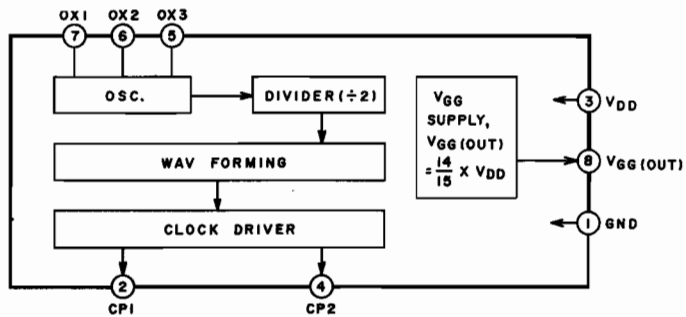 OX1 OX2 OX3
7 6 5
OSC.
DIVIDER (÷2)
VGG
SUPPLY,
VGG (OUT)
= 14/15 X VDD
3 VDD
8 VGG (OUT)
WAV FORMING
1 GND
CLOCK DRIVER
2 4
CP1 CP2